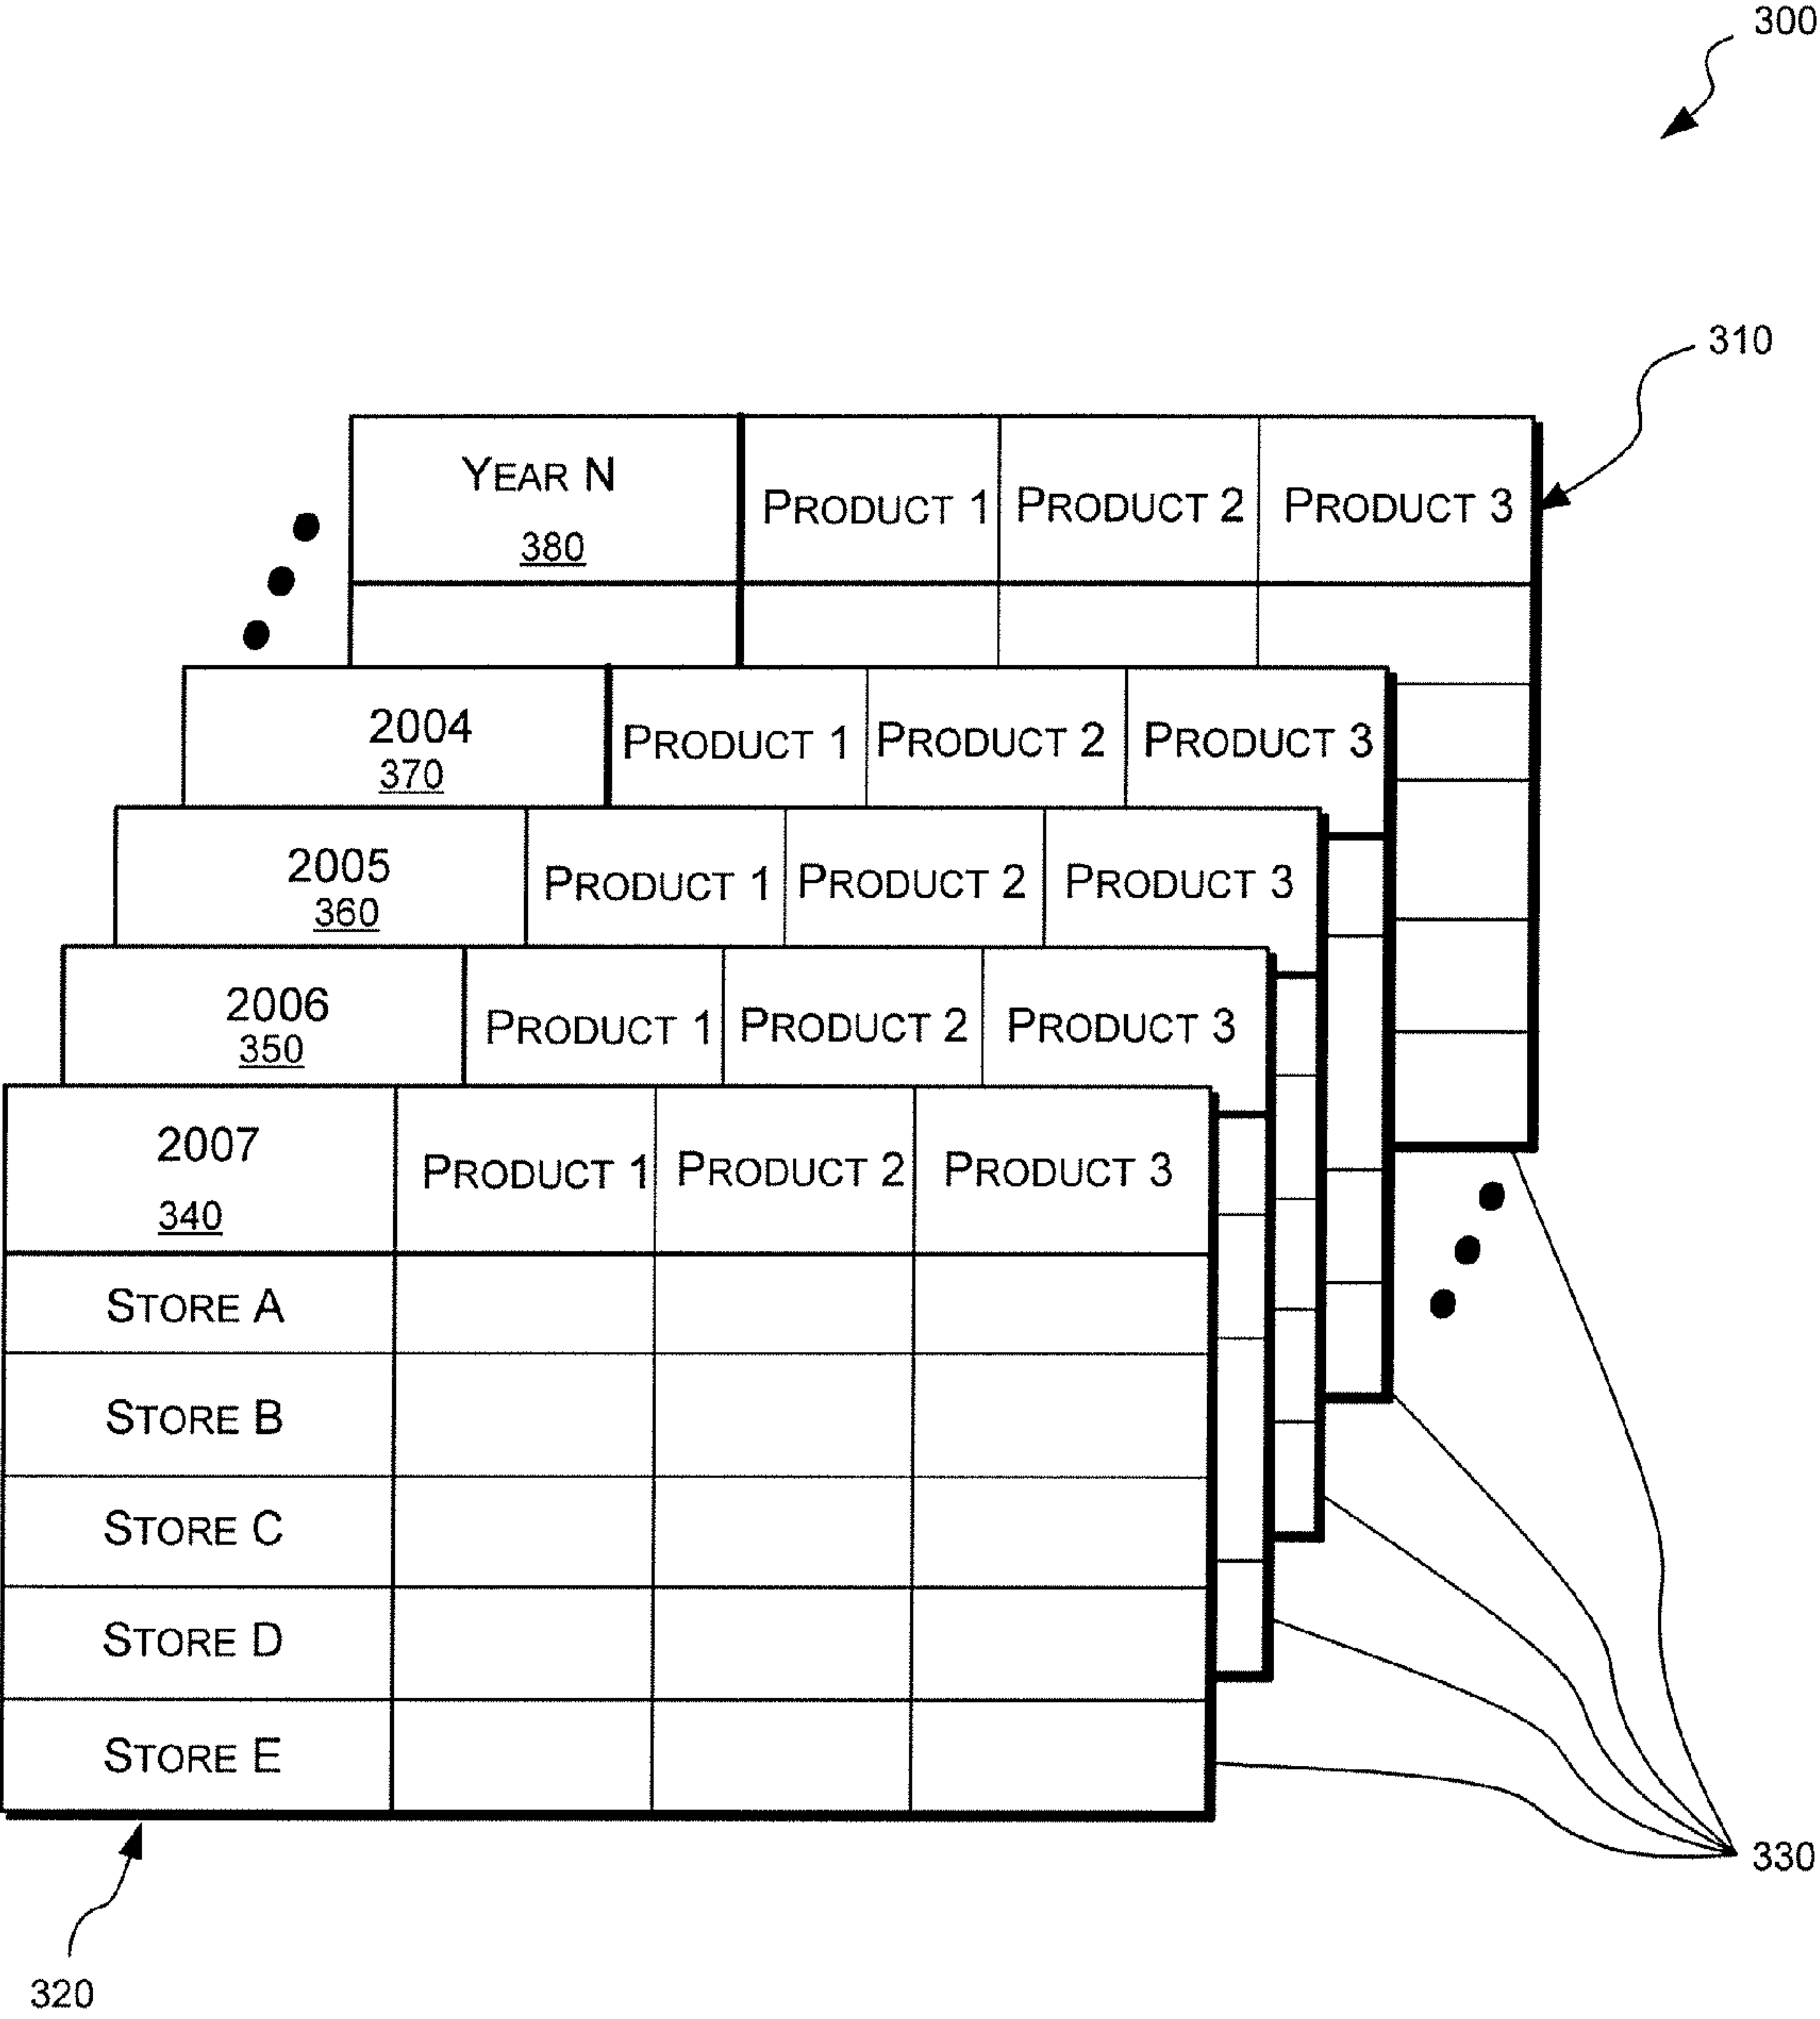 300
310
YEAR N
380
PRODUCT 1
PRODUCT 2
PRODUCT 3
2004
370
PRODUCT 1
PRODUCT 2
PRODUCT 3
2005
360
PRODUCT 1
PRODUCT 2
PRODUCT 3
2006
350
PRODUCT 1
PRODUCT 2
PRODUCT 3
2007
340
PRODUCT 1
PRODUCT 2
PRODUCT 3
STORE A
STORE B
STORE C
STORE D
STORE E
330
320